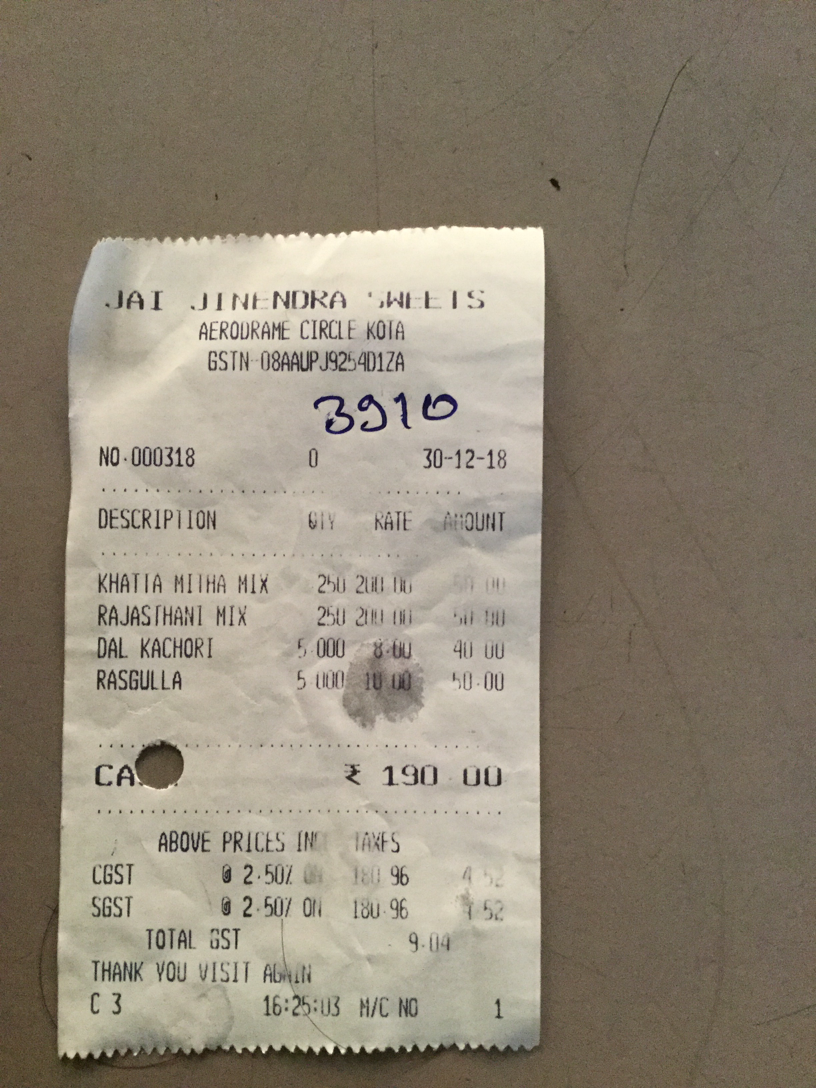 JAI JINENDRA SWEETS
AERODRAME CIRCLE KOTA
GSTN-08AAUPJ9254D1ZA
3910
NO.000318 0 30-12-18
DESCRIPTION QTY RATE AMOUNT
KHATTA MITHA MIX 250 200.00 50.00
RAJASTHANI MIX 250 200.00 50.00
DAL KACHORI 5.000 8.00 40.00
RASGULLA 5.000 10.00 50.00
₹ 190.00
ABOVE PRICES INCL TAXES
CGST @ 2.50% ON 180.96 4.52
SGST @ 2.50% ON 180.96 4.52
TOTAL GST 9.04
THANK YOU VISIT AGAIN
C 3 16:25:03 M/C NO 1